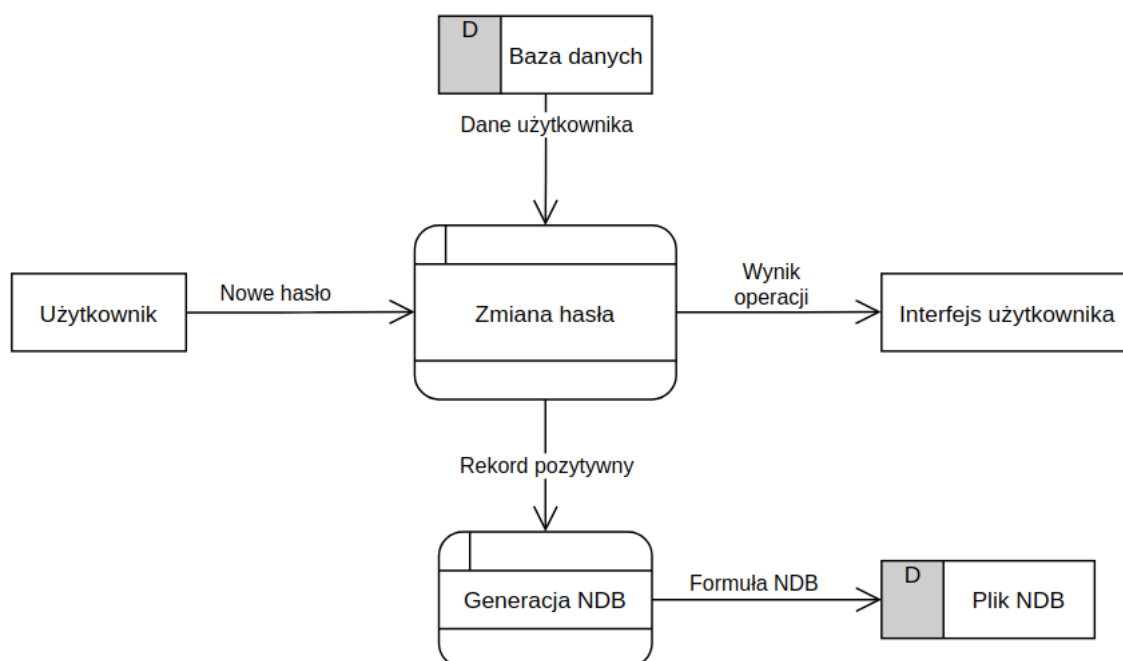 D
Baza danych
Dane użytkownika
Nowe hasło
Użytkownik
Zmiana hasła
Wynik
operacji
Interfejs użytkownika
Rekord pozytywny
Generacja NDB
Formuła NDB
D
Plik NDB